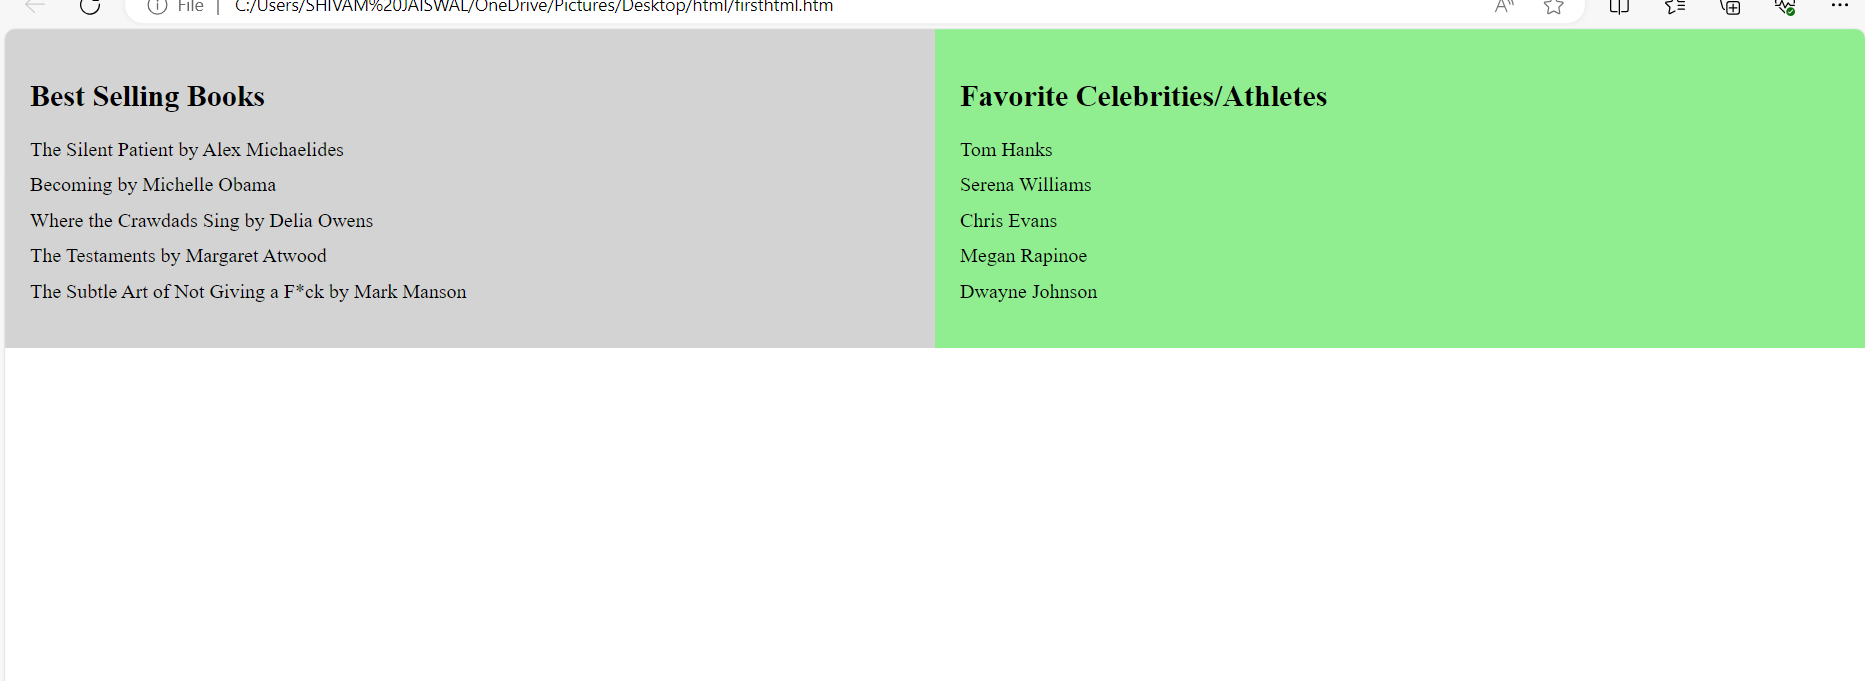 File | C:/Users/SHIVAM%20JAISWAL/OneDrive/Pictures/Desktop/html/firsthtml.htm
Best Selling Books
The Silent Patient by Alex Michaelides
Becoming by Michelle Obama
Where the Crawdads Sing by Delia Owens
The Testaments by Margaret Atwood
The Subtle Art of Not Giving a F*ck by Mark Manson
Favorite Celebrities/Athletes
Tom Hanks
Serena Williams
Chris Evans
Megan Rapinoe
Dwayne Johnson